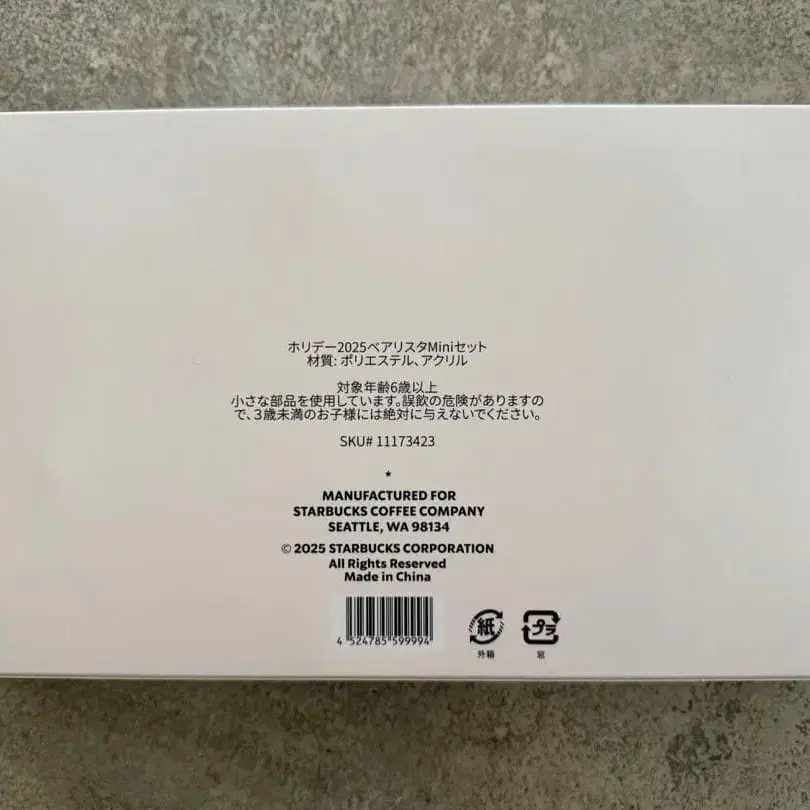 ホリデー2025ベアリスタMiniセット
材質: ポリエステル、アクリル
対象年齢6歳以上
小さな部品を使用しています。誤飲の危険がありますの
で、3歳未満のお子様には絶対に与えないでください。
SKU# 11173423
★
MANUFACTURED FOR
STARBUCKS COFFEE COMPANY
SEATTLE, WA 98134
© 2025 STARBUCKS CORPORATION
All Rights Reserved
Made in China
4 524785 599994
紙 プラ
外箱 窓